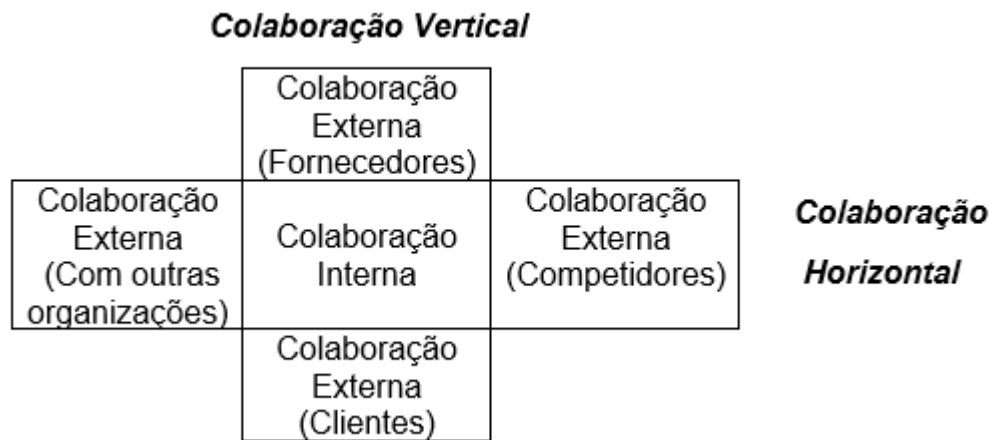 Colaboração Vertical
Colaboração
Externa
(Fornecedores)
Colaboração
Externa
(Com outras
organizações)
Colaboração
Interna
Colaboração
Externa
(Competidores)
Colaboração
Horizontal
Colaboração
Externa
(Clientes)